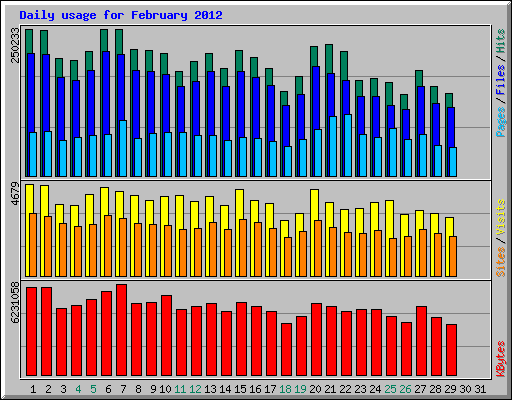 Daily usage for February 2012
250233
Pages / Files / Hits
4679
Sites / Visits
6231058
KBytes
1 2 3 4 5 6 7 8 9 10 11 12 13 14 15 16 17 18 19 20 21 22 23 24 25 26 27 28 29 30 31